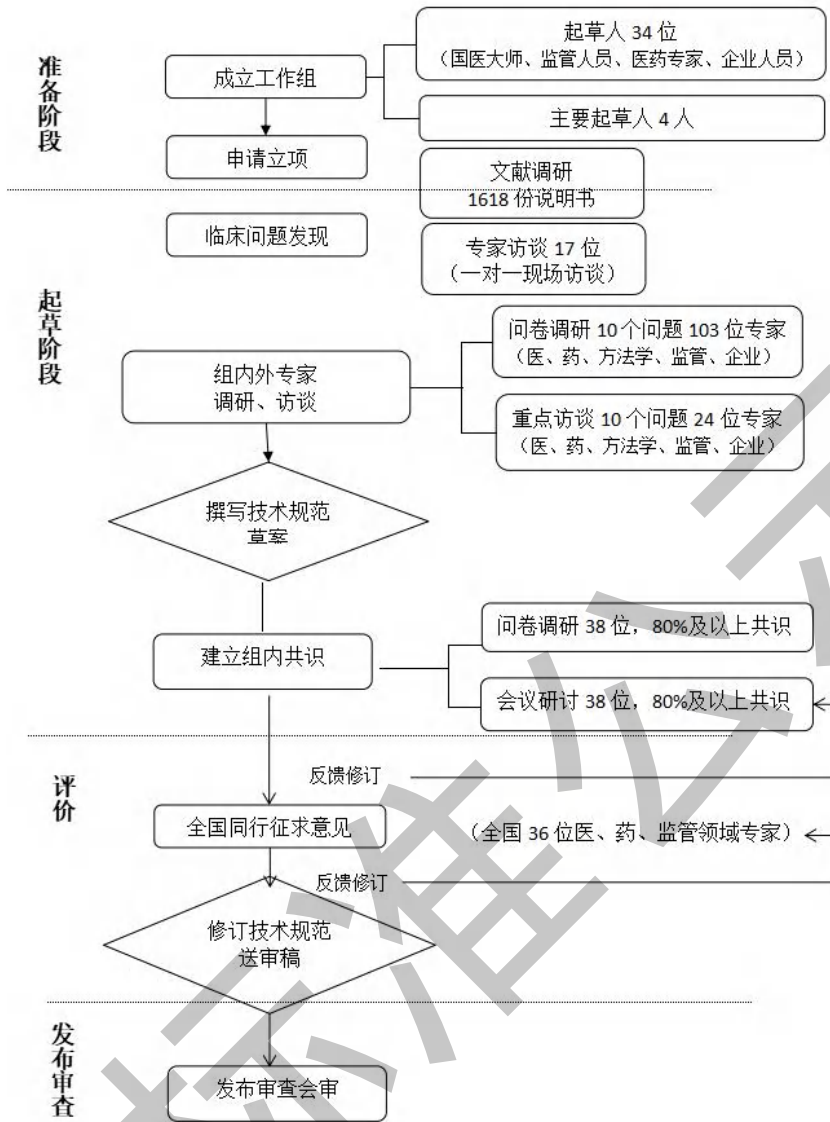 准备阶段
成立工作组
起草人 34 位
（国医大师、监管人员、医药专家、企业人员）
主要起草人 4 人
申请立项
文献调研
1618 份说明书
起草阶段
临床问题发现
专家访谈 17 位
（一对一现场访谈）
组内外专家
调研、访谈
问卷调研 10 个问题 103 位专家
（医、药、方法学、监管、企业）
重点访谈 10 个问题 24 位专家
（医、药、方法学、监管、企业）
撰写技术规范
草案
建立组内共识
问卷调研 38 位，80%及以上共识
会议研讨 38 位，80%及以上共识
评价
反馈修订
全国同行征求意见
（全国 36 位医、药、监管领域专家）
反馈修订
修订技术规范
送审稿
发布审查
发布审查会审
标准公示